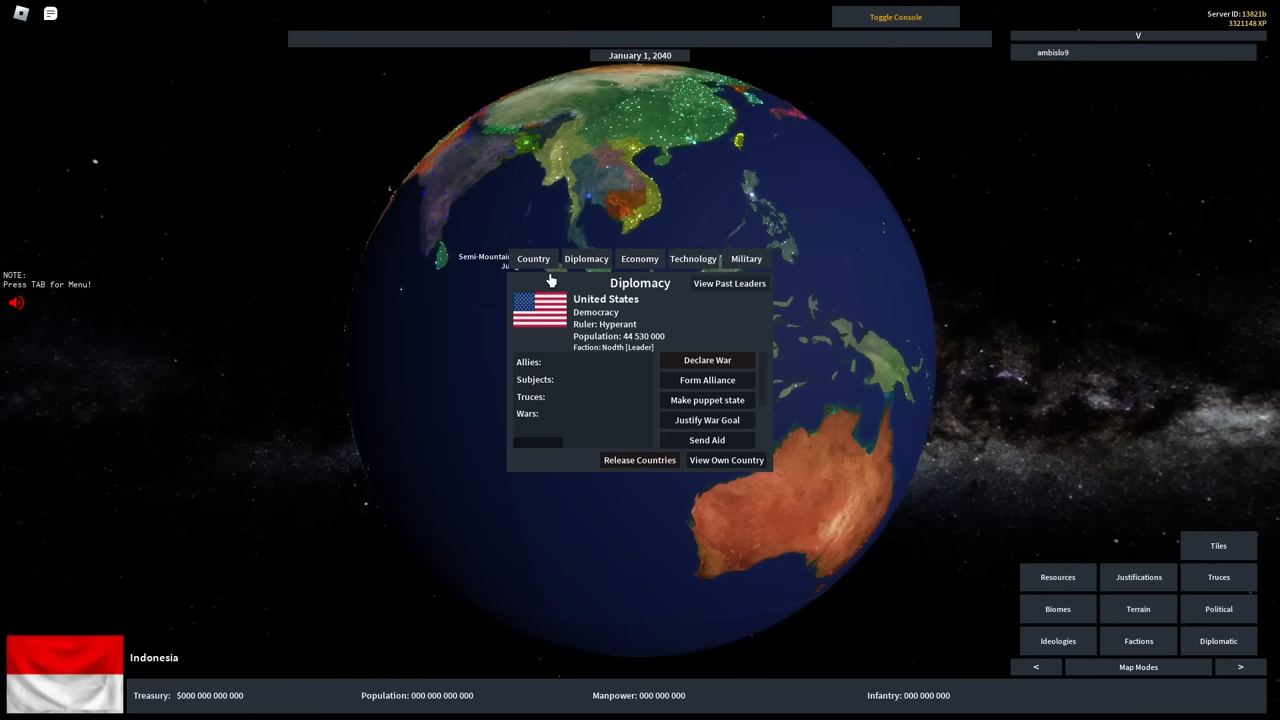 Toggle Console
Server ID: 13821b
3321148 XP
V
ambislo9
January 1, 2040
NOTE:
Press TAB for Menu!
Semi-Mountain
Country
Diplomacy
Economy
Technology
Military
Diplomacy
View Past Leaders
United States
Democracy
Ruler: Hyperant
Population: 44 530 000
Faction: Nodth [Leader]
Allies:
Subjects:
Truces:
Wars:
Declare War
Form Alliance
Make puppet state
Justify War Goal
Send Aid
Release Countries
View Own Country
Tiles
Resources
Justifications
Truces
Biomes
Terrain
Political
Ideologies
Factions
Diplomatic
<
Map Modes
>
Indonesia
Treasury: $000 000 000 000
Population: 000 000 000 000
Manpower: 000 000 000
Infantry: 000 000 000